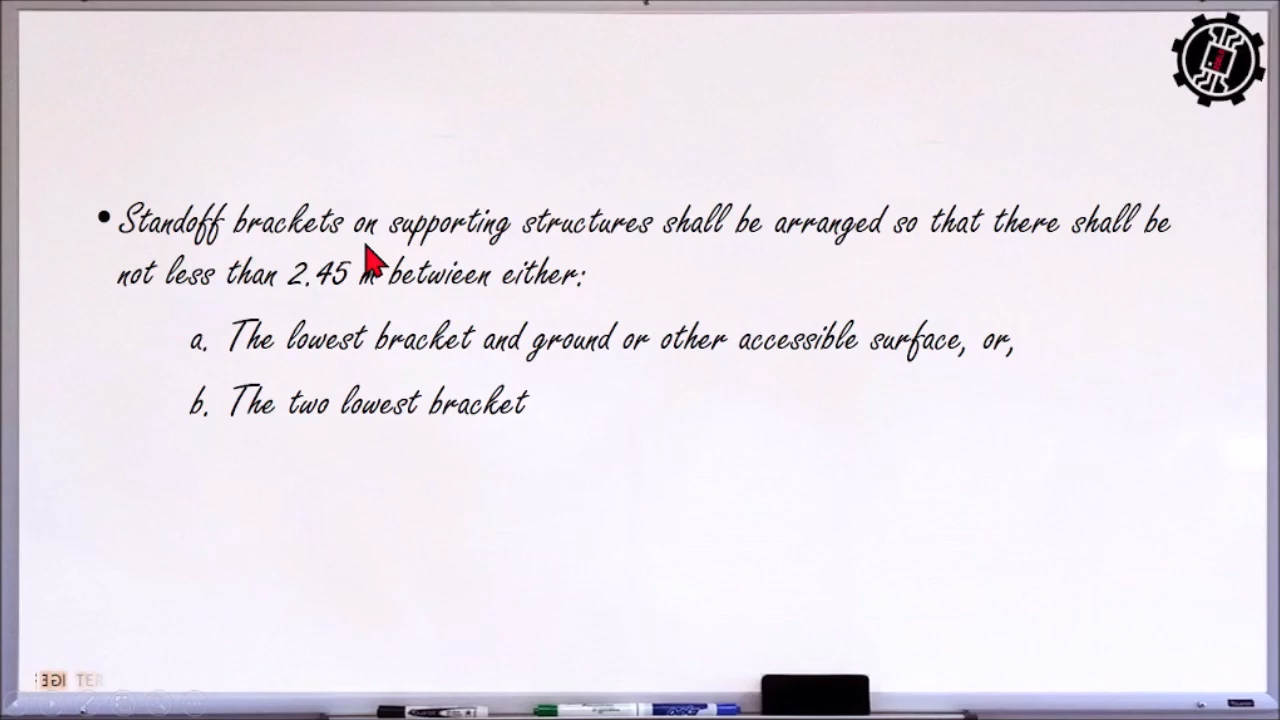 • Standoff brackets on supporting structures shall be arranged so that there shall be
not less than 2.45 m between either:
a. The lowest bracket and ground or other accessible surface, or,
b. The two lowest bracket